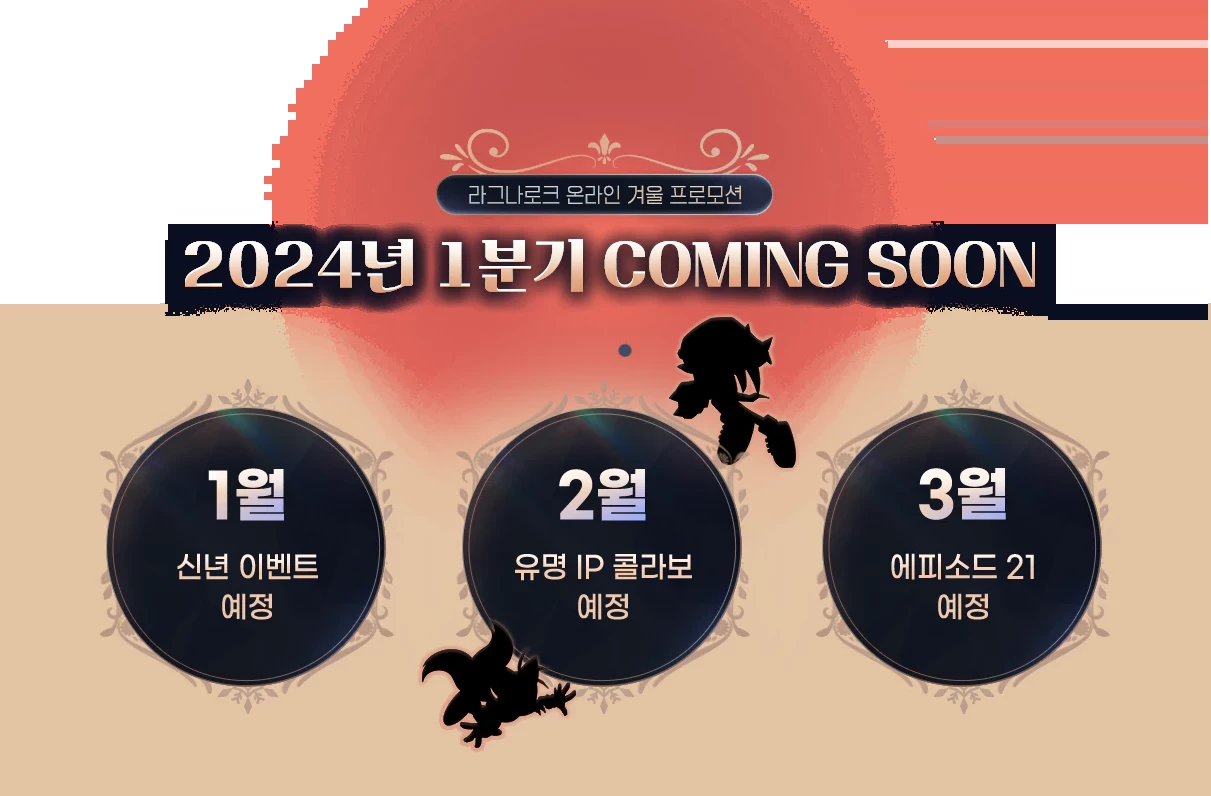 라그나로크 온라인 겨울 프로모션
2024년 1분기 COMING SOON
1월
신년 이벤트
예정
2월
유명 IP 콜라보
예정
3월
에피소드 21
예정